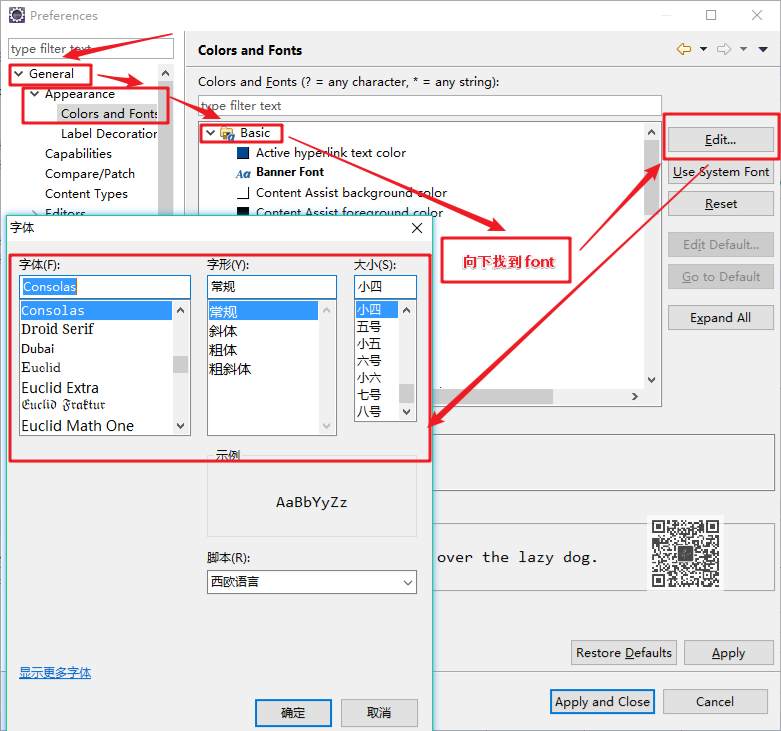 Preferences
type filter text
General
Appearance
Colors and Fonts
Label Decoration
Capabilities
Compare/Patch
Content Types
Editors
Colors and Fonts
Colors and Fonts (? = any character, * = any string):
type filter text
Basic
Active hyperlink text color
Banner Font
Content Assist background color
Content Assist foreground color
Edit...
Use System Font
Reset
Edit Default...
Go to Default
Expand All
向下找到 font
字体
字体(F):
Consolas
Consolas
Droid Serif
Dubai
Euclid
Euclid Extra
Euclid Fraktur
Euclid Math One
字形(Y):
常规
常规
斜体
粗体
粗斜体
大小(S):
小四
小四
五号
小五
六号
小六
七号
八号
示例
AaBbYyZz
脚本(R):
西欧语言
显示更多字体
确定
取消
over the lazy dog.
Restore Defaults
Apply
Apply and Close
Cancel